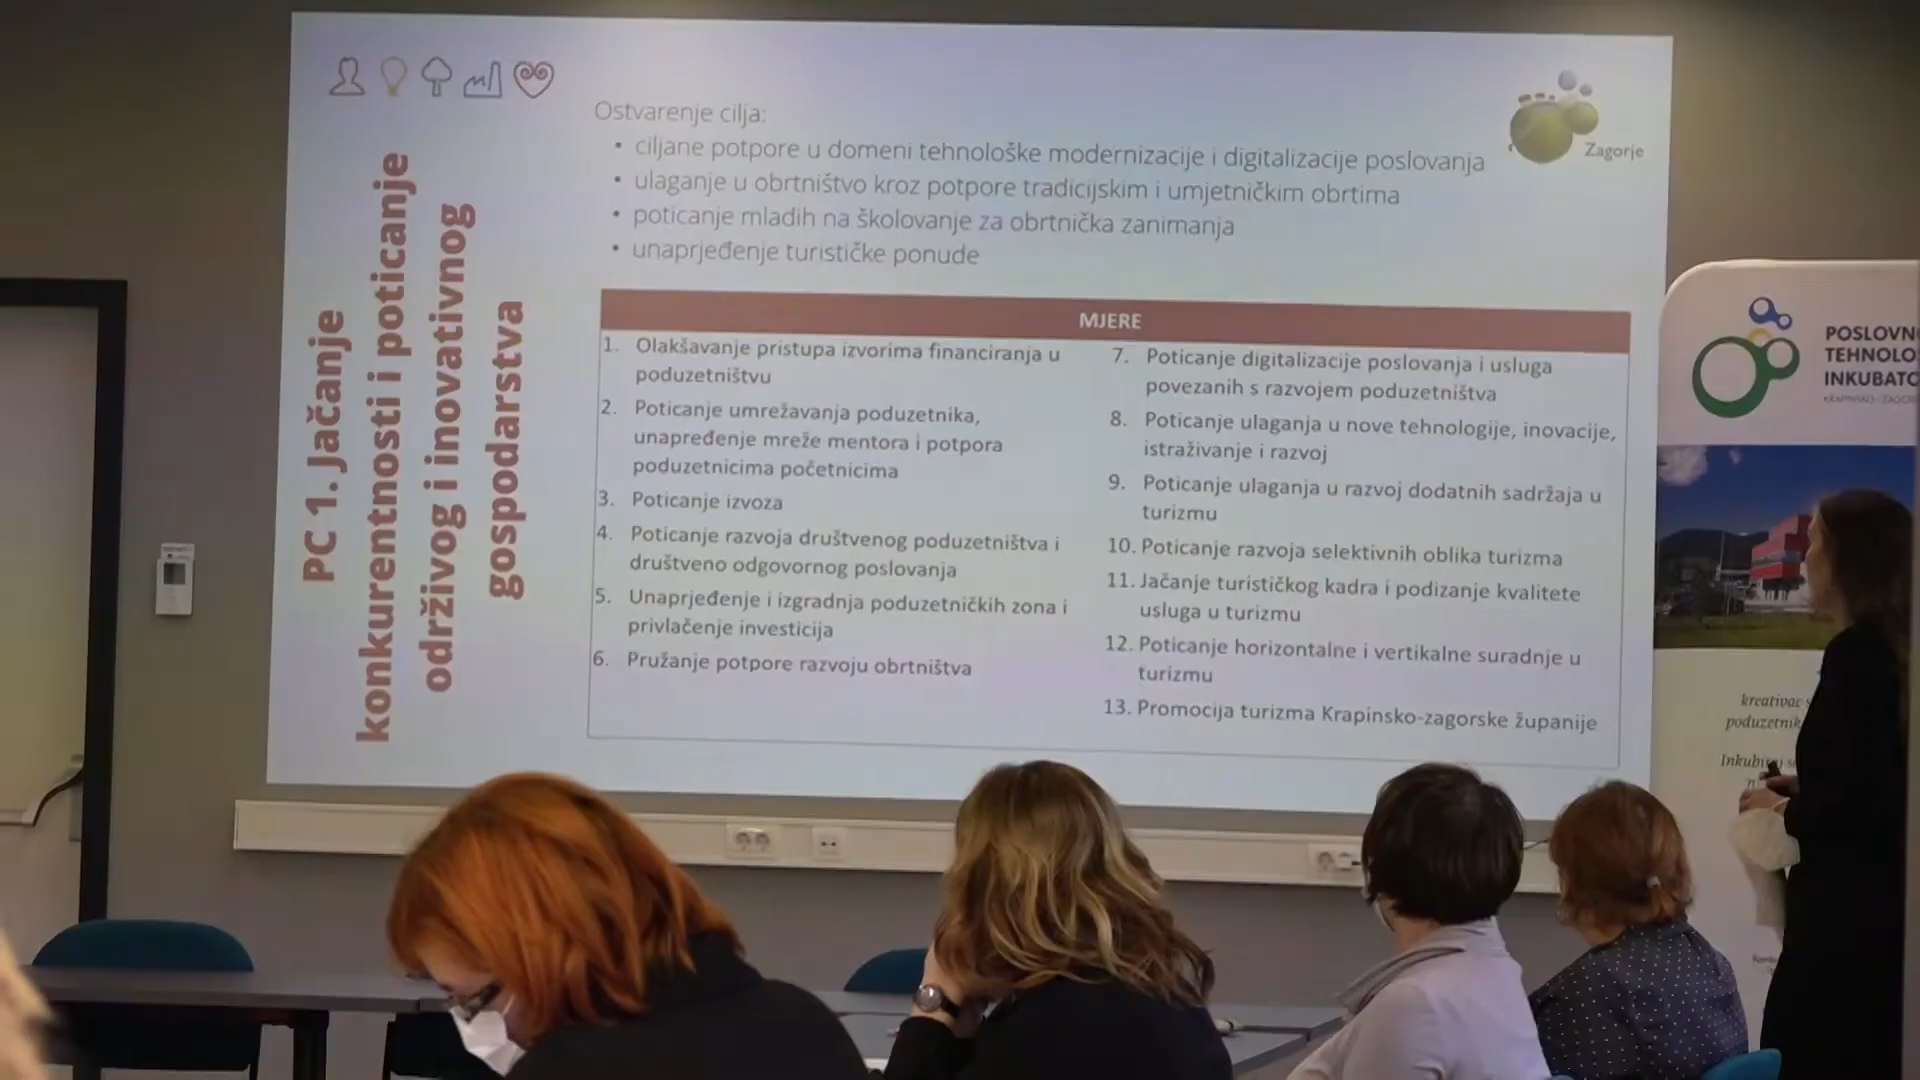 PC 1. Jačanje
konkurentnosti i poticanje
održivog i inovativnog
gospodarstva
Ostvarenje cilja:
• ciljane potpore u domeni tehnološke modernizacije i digitalizacije poslovanja
• ulaganje u obrtništvo kroz potpore tradicijskim i umjetničkim obrtima
• poticanje mladih na školovanje za obrtnička zanimanja
• unaprjeđenje turističke ponude
Zagorje
MJERE
1. Olakšavanje pristupa izvorima financiranja u
poduzetništvu
2. Poticanje umrežavanja poduzetnika,
unapređenje mreže mentora i potpora
poduzetnicima početnicima
3. Poticanje izvoza
4. Poticanje razvoja društvenog poduzetništva i
društveno odgovornog poslovanja
5. Unaprjeđenje i izgradnja poduzetničkih zona i
privlačenje investicija
6. Pružanje potpore razvoju obrtništva
7. Poticanje digitalizacije poslovanja i usluga
povezanih s razvojem poduzetništva
8. Poticanje ulaganja u nove tehnologije, inovacije,
istraživanje i razvoj
9. Poticanje ulaganja u razvoj dodatnih sadržaja u
turizmu
10. Poticanje razvoja selektivnih oblika turizma
11. Jačanje turističkog kadra i podizanje kvalitete
usluga u turizmu
12. Poticanje horizontalne i vertikalne suradnje u
turizmu
13. Promocija turizma Krapinsko-zagorske županije
POSLOVN
TEHNOLO
INKUBATO
kreativac
poduzetnik